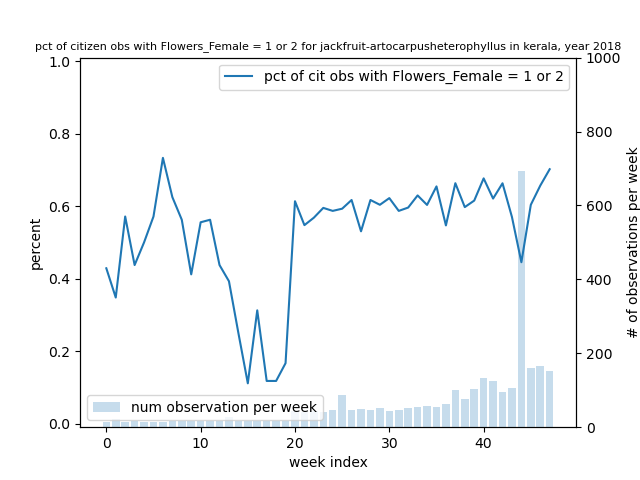 pct of citizen obs with Flowers_Female = 1 or 2 for jackfruit-artocarpusheterophyllus in kerala, year 2018
pct of cit obs with Flowers_Female = 1 or 2
1.0
0.8
0.6
0.4
0.2
0.0
percent
1000
800
600
400
200
0
# of observations per week
num observation per week
0
10
20
30
40
week index